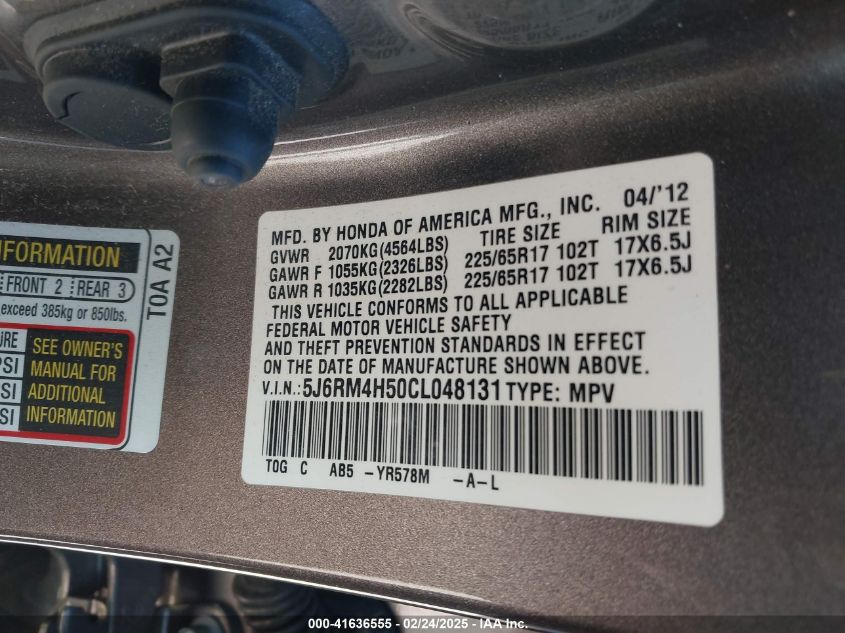 INFORMATION
FRONT 2 REAR 3
exceed 385kg or 850lbs.
SEE OWNER'S
PSI MANUAL FOR
SI ADDITIONAL
SI INFORMATION
TOA A2
MFD. BY HONDA OF AMERICA MFG., INC. 04/'12
GVWR 2070KG(4564LBS) TIRE SIZE RIM SIZE
GAWR F 1055KG(2326LBS) 225/65R17 102T 17X6.5J
GAWR R 1035KG(2282LBS) 225/65R17 102T 17X6.5J
THIS VEHICLE CONFORMS TO ALL APPLICABLE
FEDERAL MOTOR VEHICLE SAFETY
AND THEFT PREVENTION STANDARDS IN EFFECT
ON THE DATE OF MANUFACTURE SHOWN ABOVE.
V.I.N.:5J6RM4H50CL048131 TYPE: MPV
TOG C AB5 -YR578M -A-L
000-41636555 - 02/24/2025 - IAA Inc.